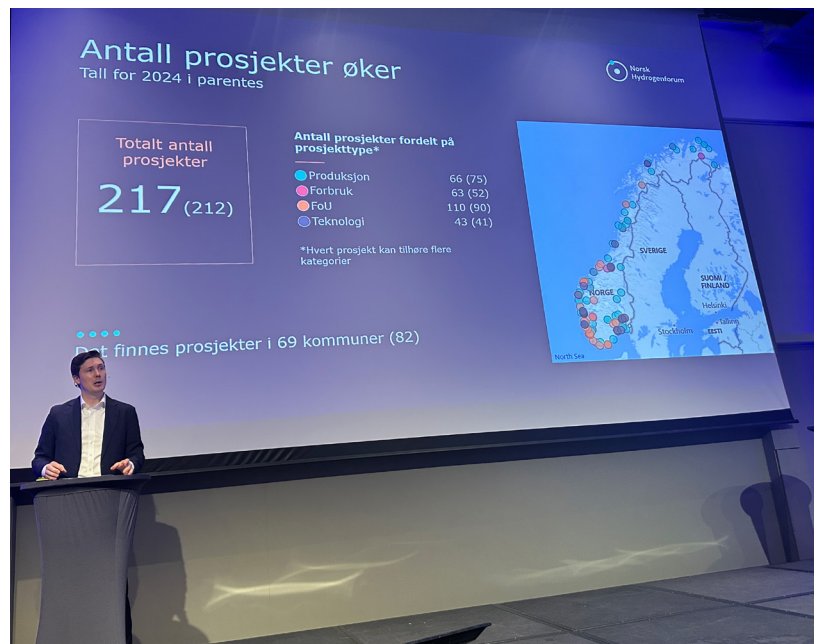 Antall prosjekter øker
Tall for 2024 i parentes
Norsk
Hydrogenforum
Totalt antall
prosjekter
217(212)
Antall prosjekter fordelt på
prosjekttype*
Produksjon 66 (75)
Forbruk 63 (52)
FoU 110 (90)
Teknologi 43 (41)
*Hvert prosjekt kan tilhøre flere
kategorier
Det finnes prosjekter i 69 kommuner (82)
SVERIGE
SUOMI /
FINLAND
NORGE
Helsinki
Tallinn
Stockholm
EESTI
North Sea